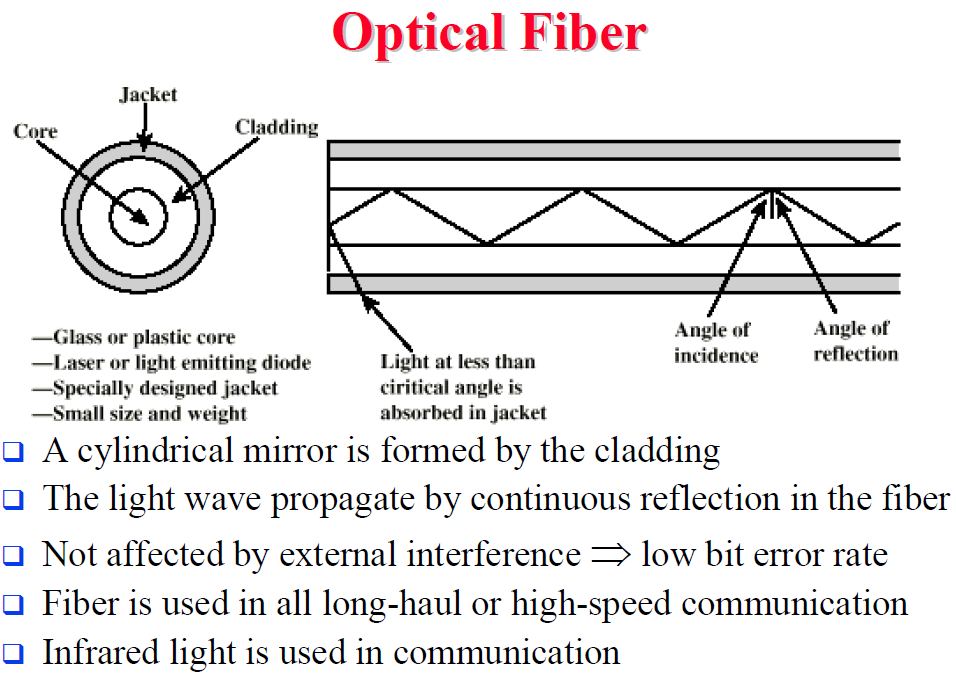 Optical Fiber
Jacket
Core
Cladding
—Glass or plastic core
—Laser or light emitting diode
—Specially designed jacket
—Small size and weight
Light at less than
ciritical angle is
absorbed in jacket
Angle of
incidence
Angle of
reflection
❑ A cylindrical mirror is formed by the cladding
❑ The light wave propagate by continuous reflection in the fiber
❑ Not affected by external interference ⇒ low bit error rate
❑ Fiber is used in all long-haul or high-speed communication
❑ Infrared light is used in communication